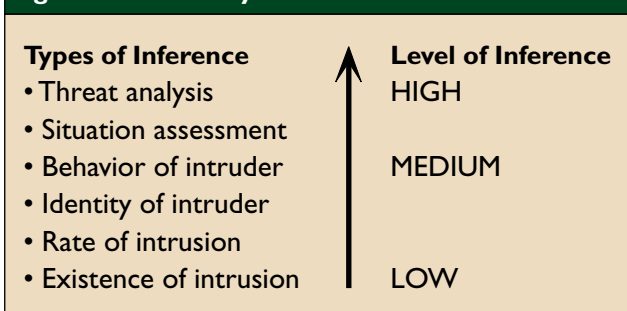 Types of Inference
• Threat analysis
• Situation assessment
• Behavior of intruder
• Identity of intruder
• Rate of intrusion
• Existence of intrusion
Level of Inference
HIGH
MEDIUM
LOW